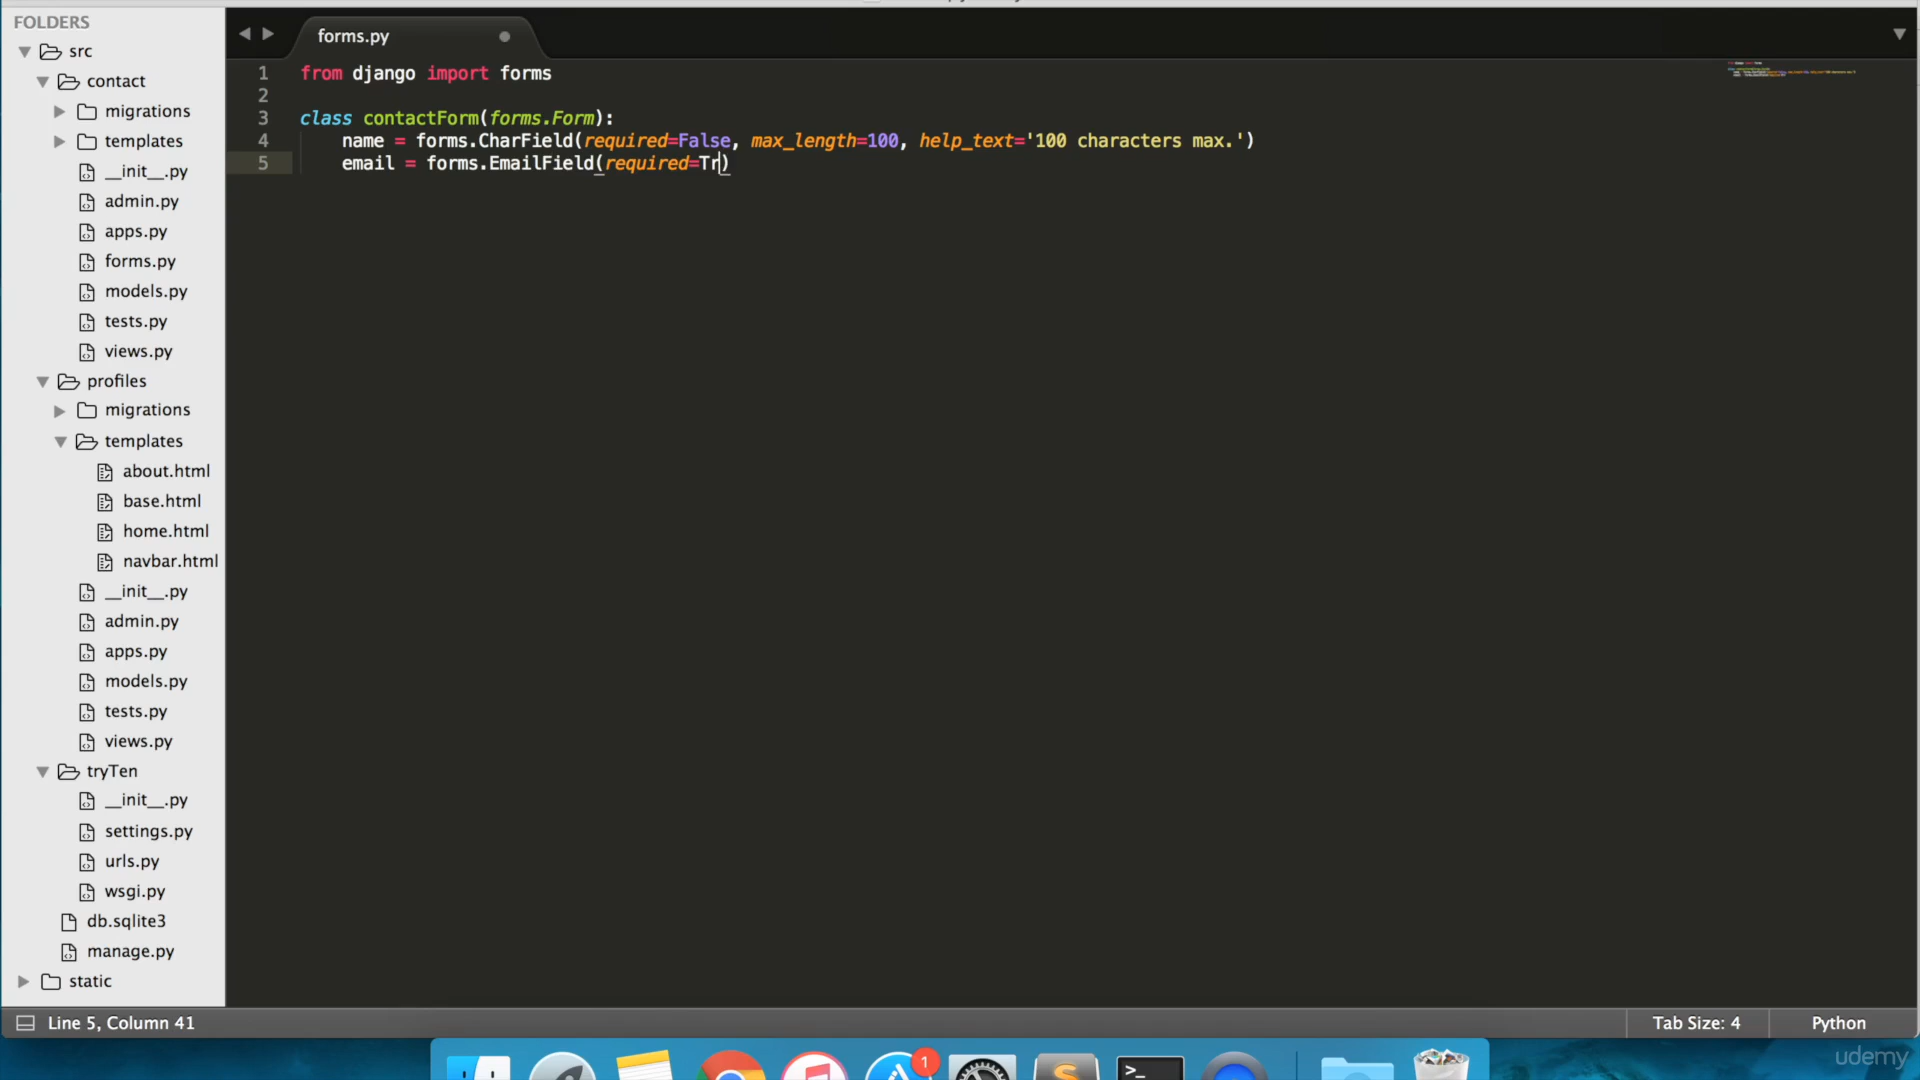 FOLDERS
src
contact
migrations
templates
__init__.py
admin.py
apps.py
forms.py
models.py
tests.py
views.py
profiles
migrations
templates
about.html
base.html
home.html
navbar.html
__init__.py
admin.py
apps.py
models.py
tests.py
views.py
tryTen
__init__.py
settings.py
urls.py
wsgi.py
db.sqlite3
manage.py
static
forms.py
1 from django import forms
2
3 class contactForm(forms.Form):
4 name = forms.CharField(required=False, max_length=100, help_text='100 characters max.')
5 email = forms.EmailField(required=Tr)
Line 5, Column 41
Tab Size: 4
Python
1
S
>_
udemy